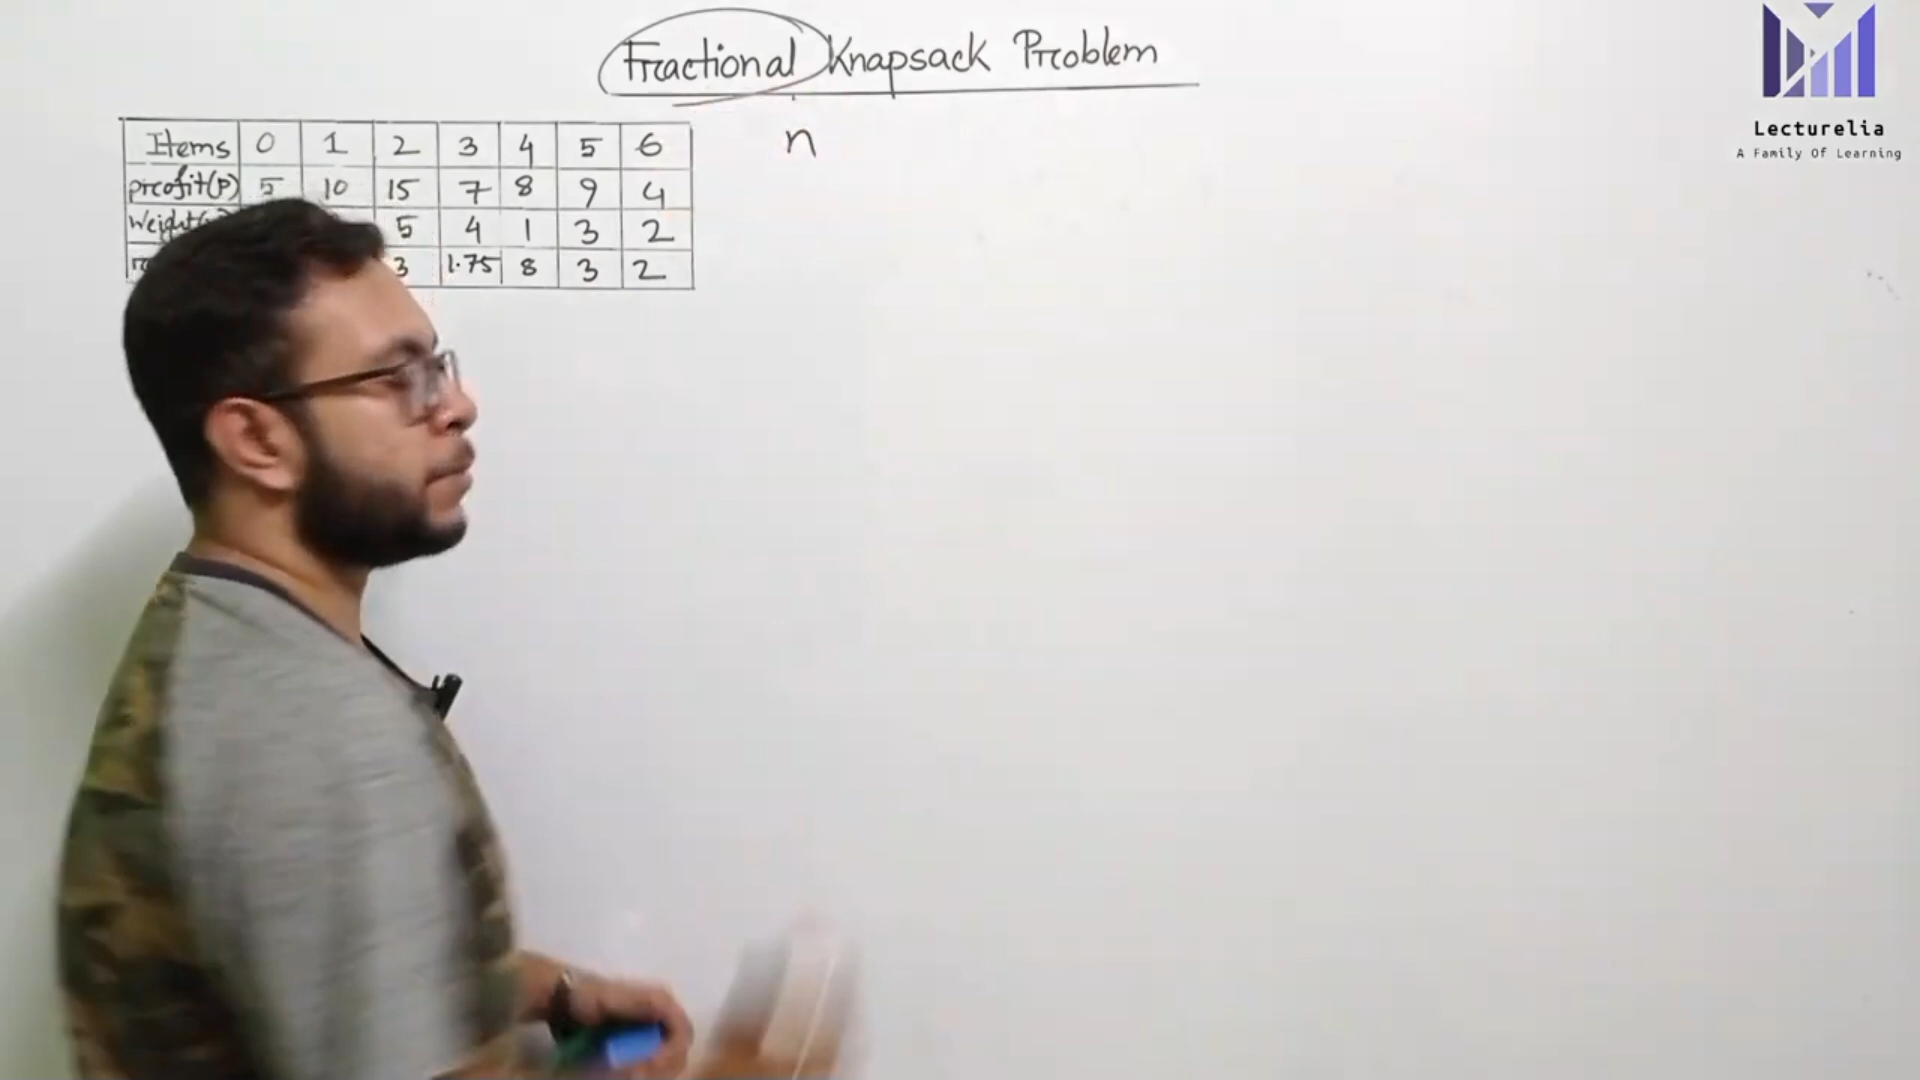 Fractional Knapsack Problem
Lecturelia
A Family Of Learning
n
Items 0 1 2 3 4 5 6
profit(P) 5 10 15 7 8 9 4
5 4 1 3 2
3 1.75 8 3 2